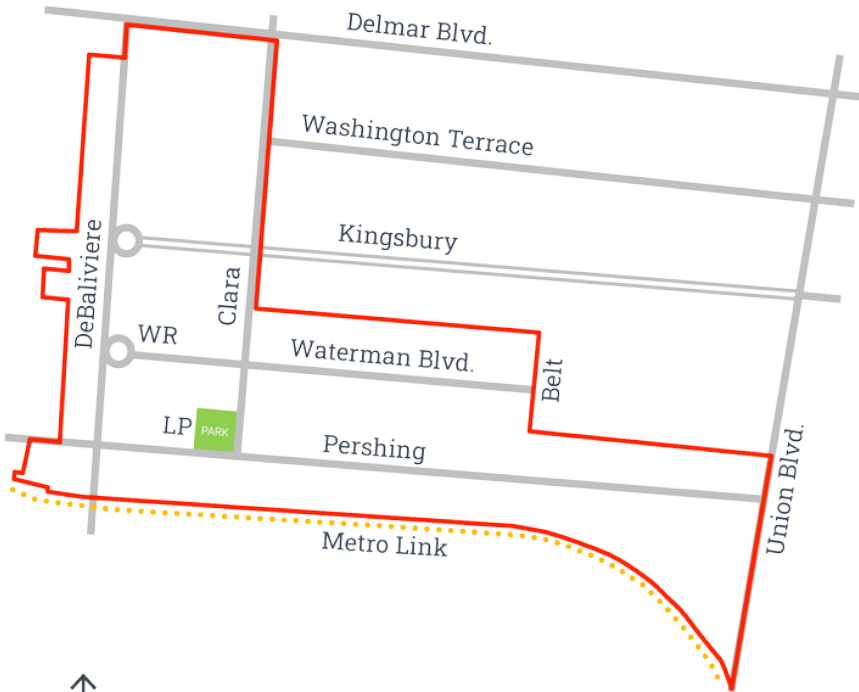 Delmar Blvd.
Washington Terrace
Kingsbury
DeBaliviere
Clara
WR
Waterman Blvd.
Belt
LP
PARK
Pershing
Union Blvd.
Metro Link